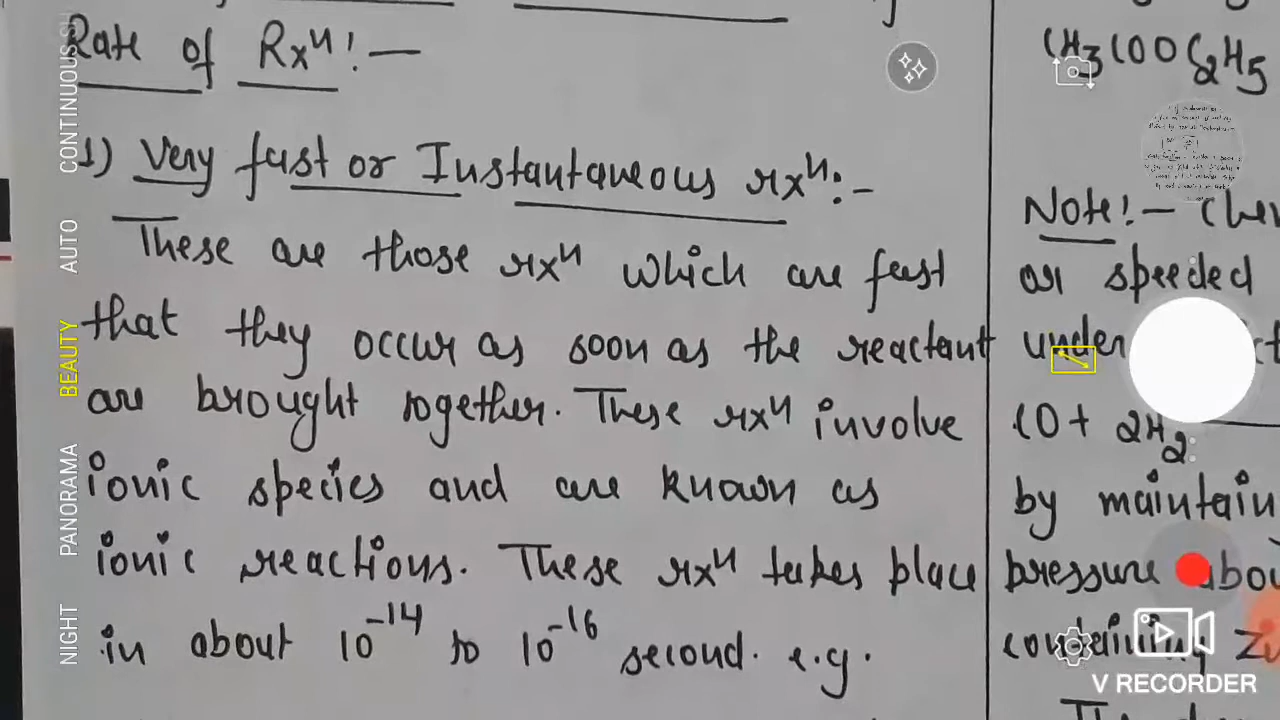 Rate of Rxⁿ:—
1) Very fast or Instantaneous rxⁿ:-
These are those rxⁿ which are fast
that they occur as soon as the reactant
are brought together. These rxⁿ involve
ionic species and are known as
ionic reactions. These rxⁿ takes place
in about 10⁻¹⁴ to 10⁻¹⁶ second. e.g.
CH3COOC2H5
Note:—
or speeded
under
CO + 2H2
by maintain
pressure
CONTINUOUS
AUTO
BEAUTY
PANORAMA
NIGHT
V RECORDER